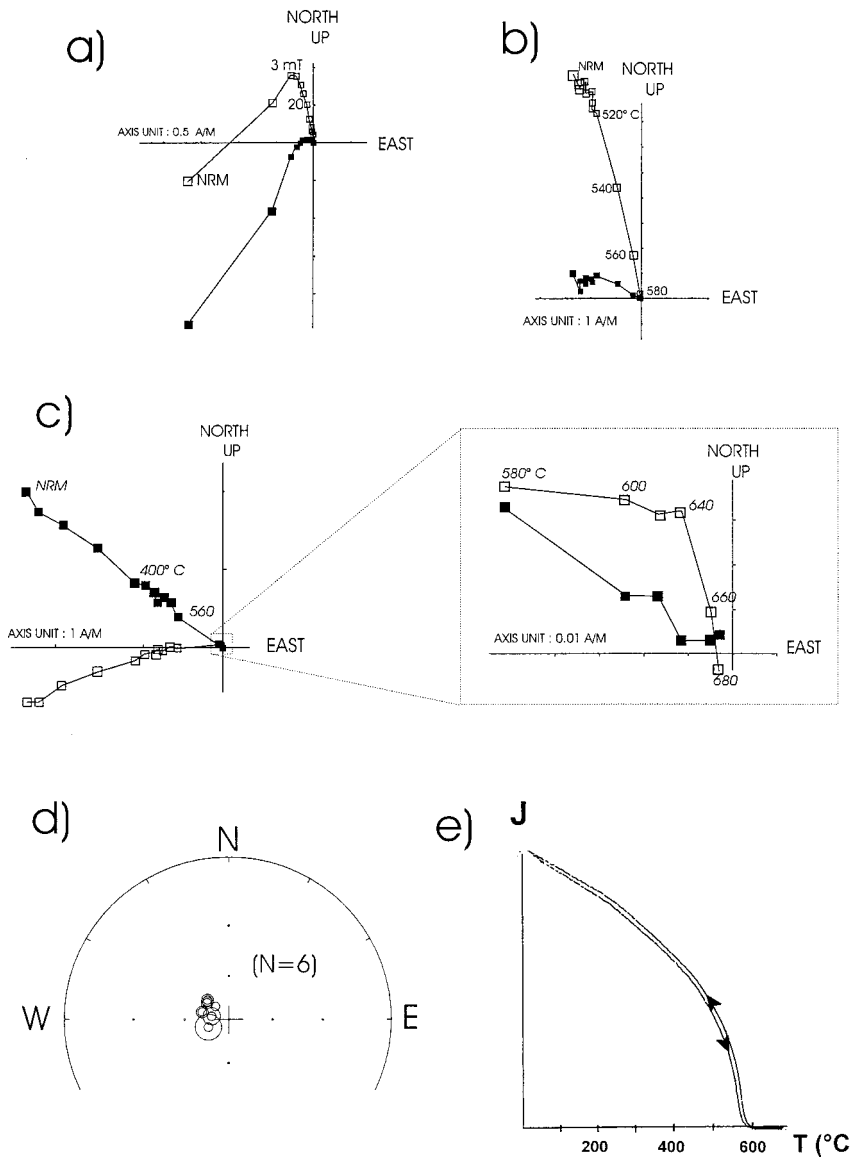 a)
NORTH
UP
3 mT
20
AXIS UNIT : 0.5 A/M
EAST
NRM
b)
NRM
NORTH
UP
520° C
540
560
580
EAST
AXIS UNIT : 1 A/M
c)
NORTH
UP
NRM
400° C
560
AXIS UNIT : 1 A/M
EAST
580° C
600
NORTH
UP
640
660
AXIS UNIT : 0.01 A/M
EAST
680
d)
N
(N=6)
W
E
e)
J
200
400
600
T (°C